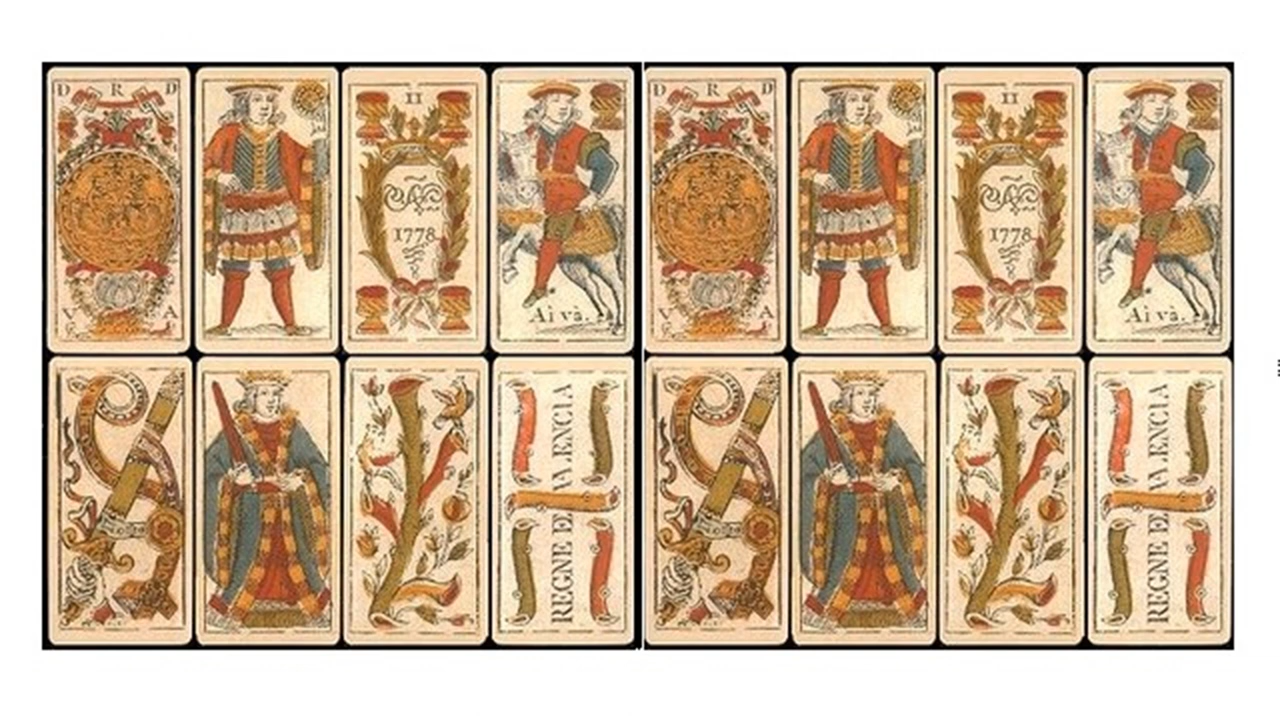 D R D
V A
II
1778
Ai và.
D R D
V A
II
1778
Ai và.
REGNE
VALENCIA
REGNE
VALENCIA